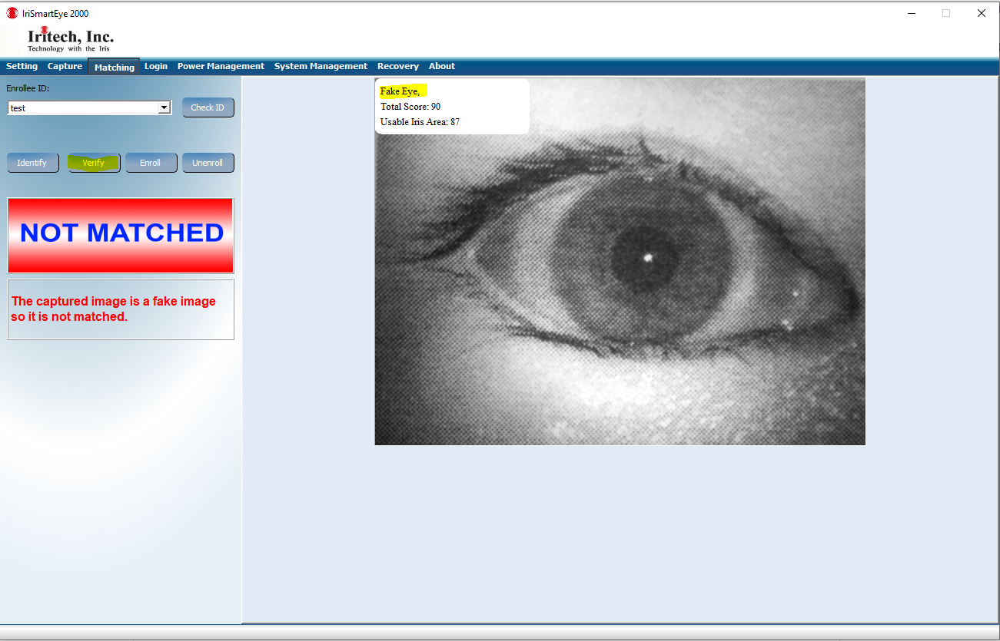 IriSmartEye 2000
Iritech, Inc.
Technology with the Iris
Setting Capture Matching Login Power Management System Management Recovery About
Enrollee ID:
test Check ID
Identify Verify Enroll Unenroll
NOT MATCHED
The captured image is a fake image
so it is not matched.
Fake Eye,
Total Score: 90
Usable Iris Area: 87